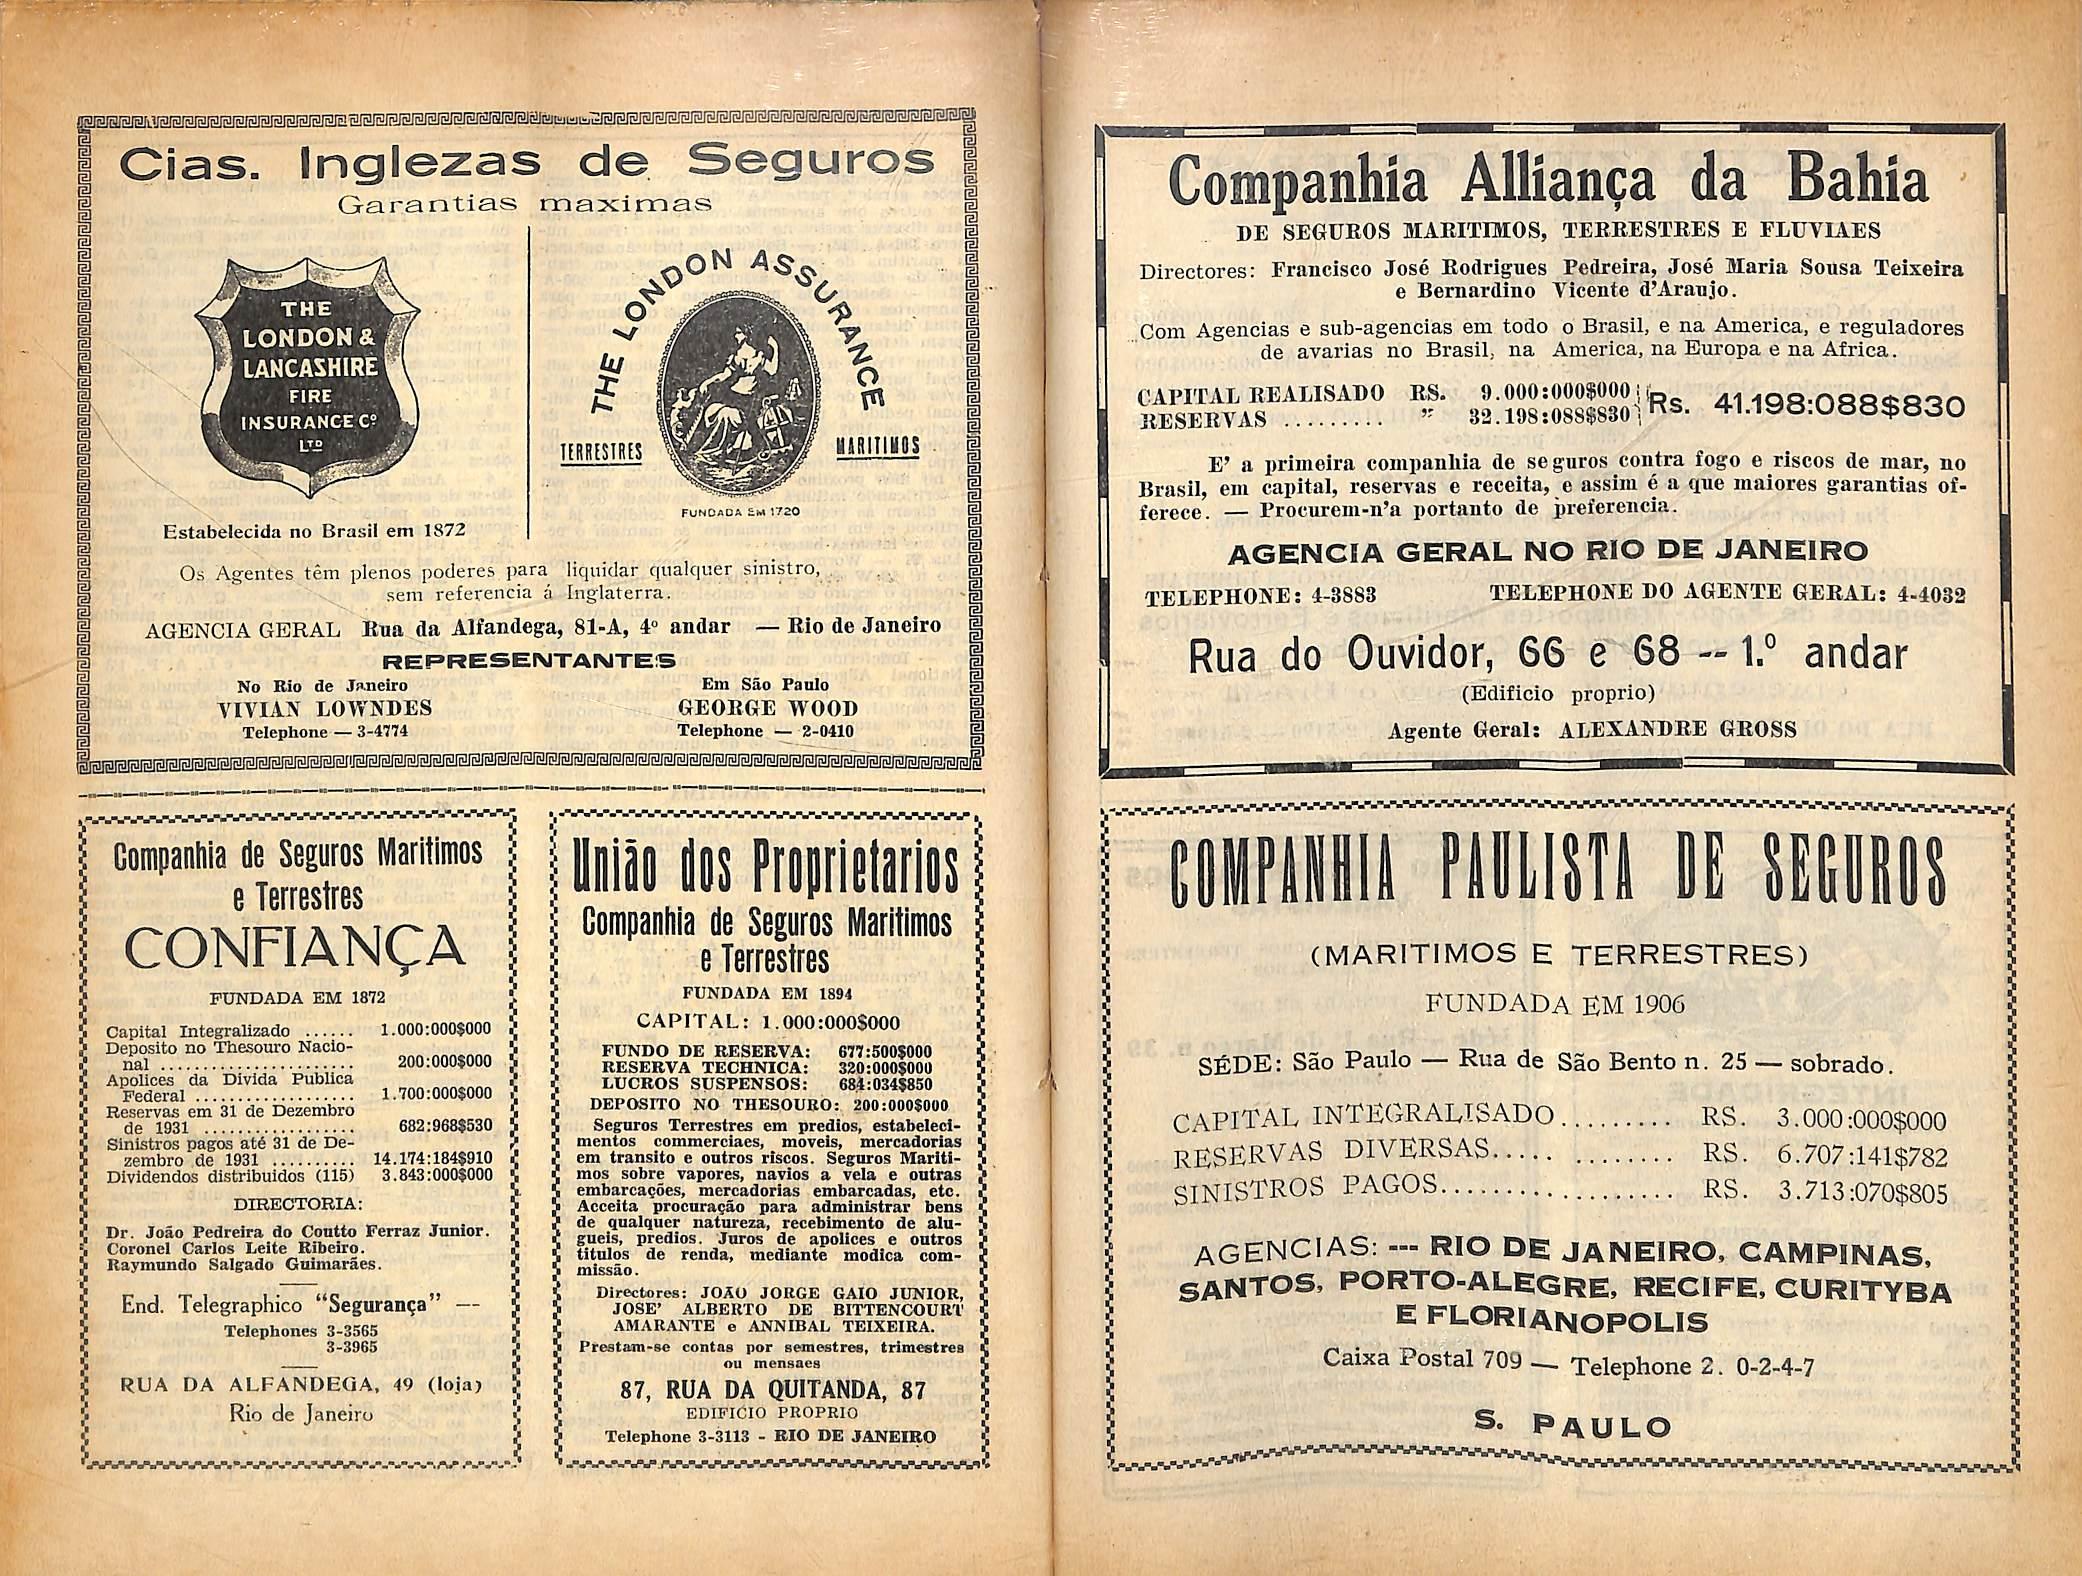 Cias. Inglezas de Seguros
Garantias maximas
THE
LONDON &
LANCASHIRE
FIRE
INSURANCE Cº
LTD
Estabelecida no Brasil em 1872
THE LONDON ASSURANCE
TERRESTRES
MARITIMOS
FUNDADA EM 1720
Os Agentes têm plenos poderes para liquidar qualquer sinistro,
sem referencia á Inglaterra.
AGENCIA GERAL Rua da Alfandega, 81-A, 4º andar — Rio de Janeiro
REPRESENTANTES
No Rio de Janeiro
VIVIAN LOWNDES
Telephone — 3-4774
Em São Paulo
GEORGE WOOD
Telephone — 2-0410
Companhia de Seguros Maritimos
e Terrestres
CONFIANÇA
FUNDADA EM 1872
Capital Integralizado ...... 1.000:000$000
Deposito no Thesouro Nacio-
nal ...................... 200:000$000
Apolices da Divida Publica
Federal ................... 1.700:000$000
Reservas em 31 de Dezembro
de 1931 .................. 682:968$530
Sinistros pagos até 31 de De-
zembro de 1931 .......... 14.174:184$910
Dividendos distribuidos (115) 3.843:000$000
DIRECTORIA:
Dr. João Pedreira do Coutto Ferraz Junior.
Coronel Carlos Leite Ribeiro.
Raymundo Salgado Guimarães.
End. Telegraphico "Segurança" —
Telephones 3-3565
3-3965
RUA DA ALFANDEGA, 49 (loja)
Rio de Janeiro
União dos Proprietarios
Companhia de Seguros Maritimos
e Terrestres
FUNDADA EM 1894
CAPITAL: 1.000:000$000
FUNDO DE RESERVA: 677:500$000
RESERVA TECHNICA: 320:000$000
LUCROS SUSPENSOS: 684:034$850
DEPOSITO NO THESOURO: 200:000$000
Seguros Terrestres em predios, estabeleci-
mentos commerciaes, moveis, mercadorias
em transito e outros riscos. Seguros Mariti-
mos sobre vapores, navios a vela e outras
embarcações, mercadorias embarcadas, etc.
Acceita procuração para administrar bens
de qualquer natureza, recebimento de alu-
gueis, predios. Juros de apolices e outros
titulos de renda, mediante modica com-
missão.
Directores: JOÃO JORGE GAIO JUNIOR,
JOSE' ALBERTO DE BITTENCOURT
AMARANTE e ANNIBAL TEIXEIRA.
Prestam-se contas por semestres, trimestres
ou mensaes
87, RUA DA QUITANDA, 87
EDIFICIO PROPRIO
Telephone 3-3113 - RIO DE JANEIRO
Companhia Alliança da Bahia
DE SEGUROS MARITIMOS, TERRESTRES E FLUVIAES
Directores: Francisco José Rodrigues Pedreira, José Maria Sousa Teixeira
e Bernardino Vicente d'Araujo.
Com Agencias e sub-agencias em todo o Brasil, e na America, e reguladores
de avarias no Brasil, na America, na Europa e na Africa.
CAPITAL REALISADO RS. 9.000:000$000
RESERVAS ......... " 32.198:088$830
Rs. 41.198:088$830
E' a primeira companhia de seguros contra fogo e riscos de mar, no
Brasil, em capital, reservas e receita, e assim é a que maiores garantias of-
ferece. — Procurem-n'a portanto de preferencia.
AGENCIA GERAL NO RIO DE JANEIRO
TELEPHONE: 4-3883 TELEPHONE DO AGENTE GERAL: 4-4032
Rua do Ouvidor, 66 e 68 -- 1.º andar
(Edificio proprio)
Agente Geral: ALEXANDRE GROSS
COMPANHIA PAULISTA DE SEGUROS
(MARITIMOS E TERRESTRES)
FUNDADA EM 1906
SÉDE: São Paulo — Rua de São Bento n. 25 — sobrado.
CAPITAL INTEGRALISADO......... RS. 3.000:000$000
RESERVAS DIVERSAS..... ........ RS. 6.707:141$782
SINISTROS PAGOS................... RS. 3.713:070$805
AGENCIAS: --- RIO DE JANEIRO, CAMPINAS,
SANTOS, PORTO-ALEGRE, RECIFE, CURITYBA
E FLORIANOPOLIS
Caixa Postal 709 — Telephone 2. 0-2-4-7
S. PAULO